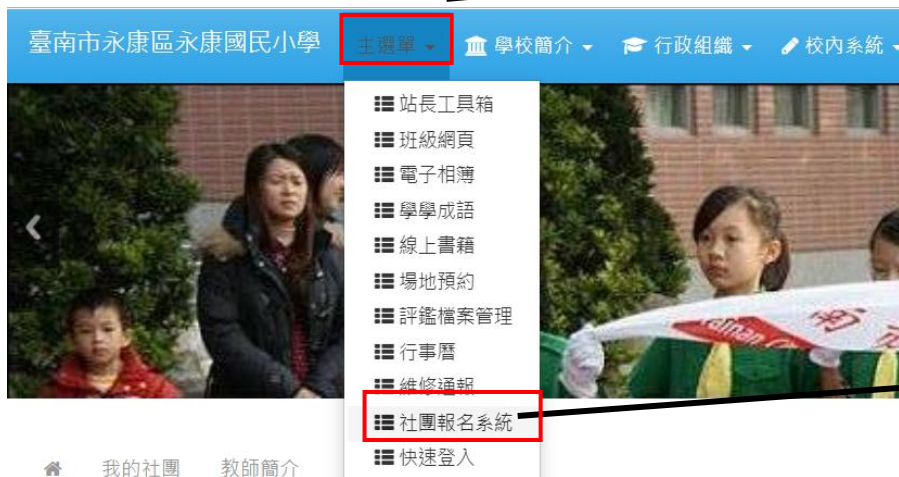 臺南市永康區永康國民小學 主選單 學校簡介 行政組織 校內系統
站長工具箱
班級網頁
電子相簿
學學成語
線上書籍
場地預約
評鑑檔案管理
行事曆
維修通報
社團報名系統
快速登入
我的社團 教師簡介
Tainan